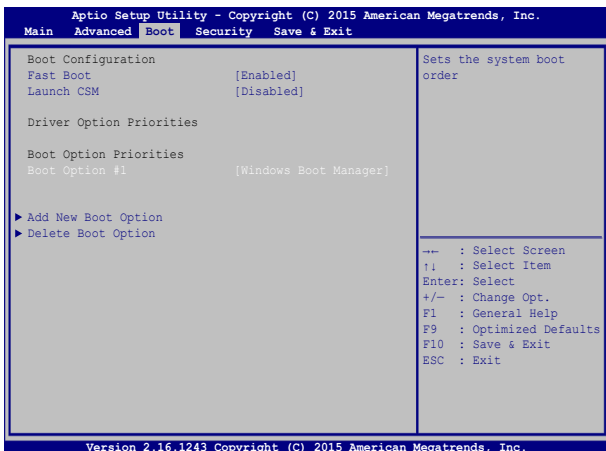 Aptio Setup Utility - Copyright (C) 2015 American Megatrends, Inc.
Main Advanced Boot Security Save & Exit
Boot Configuration
Fast Boot [Enabled]
Launch CSM [Disabled]
Driver Option Priorities
Boot Option Priorities
Boot Option #1 [Windows Boot Manager]
▶ Add New Boot Option
▶ Delete Boot Option
Sets the system boot
order
→← : Select Screen
↑↓ : Select Item
Enter: Select
+/— : Change Opt.
F1 : General Help
F9 : Optimized Defaults
F10 : Save & Exit
ESC : Exit
Version 2.16.1243 Copyright (C) 2015 American Megatrends, Inc.